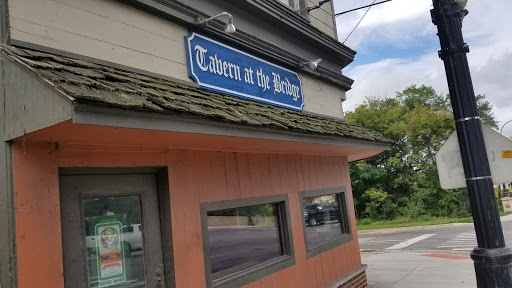 Tavern at the Bridge